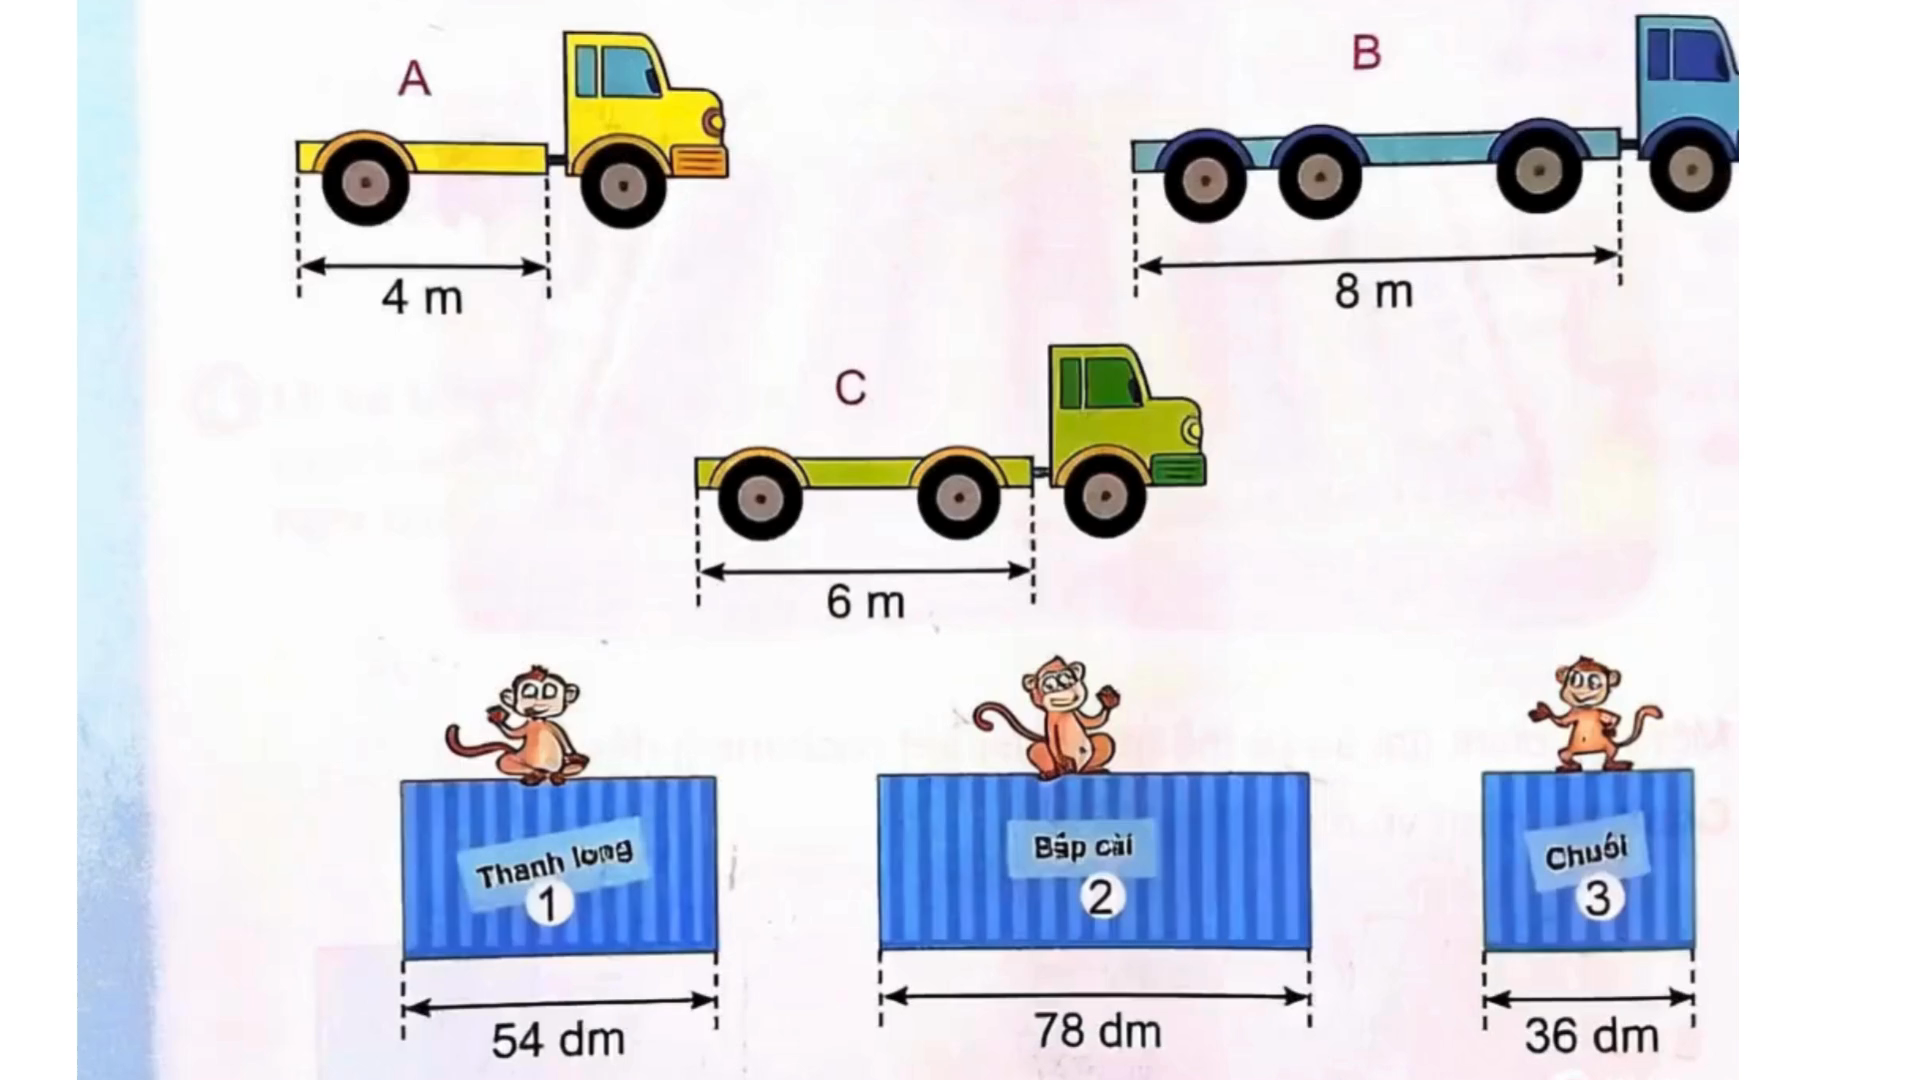 A
B
4 m
8 m
C
6 m
Thanh long
1
Bắp cải
2
Chuối
3
54 dm
78 dm
36 dm